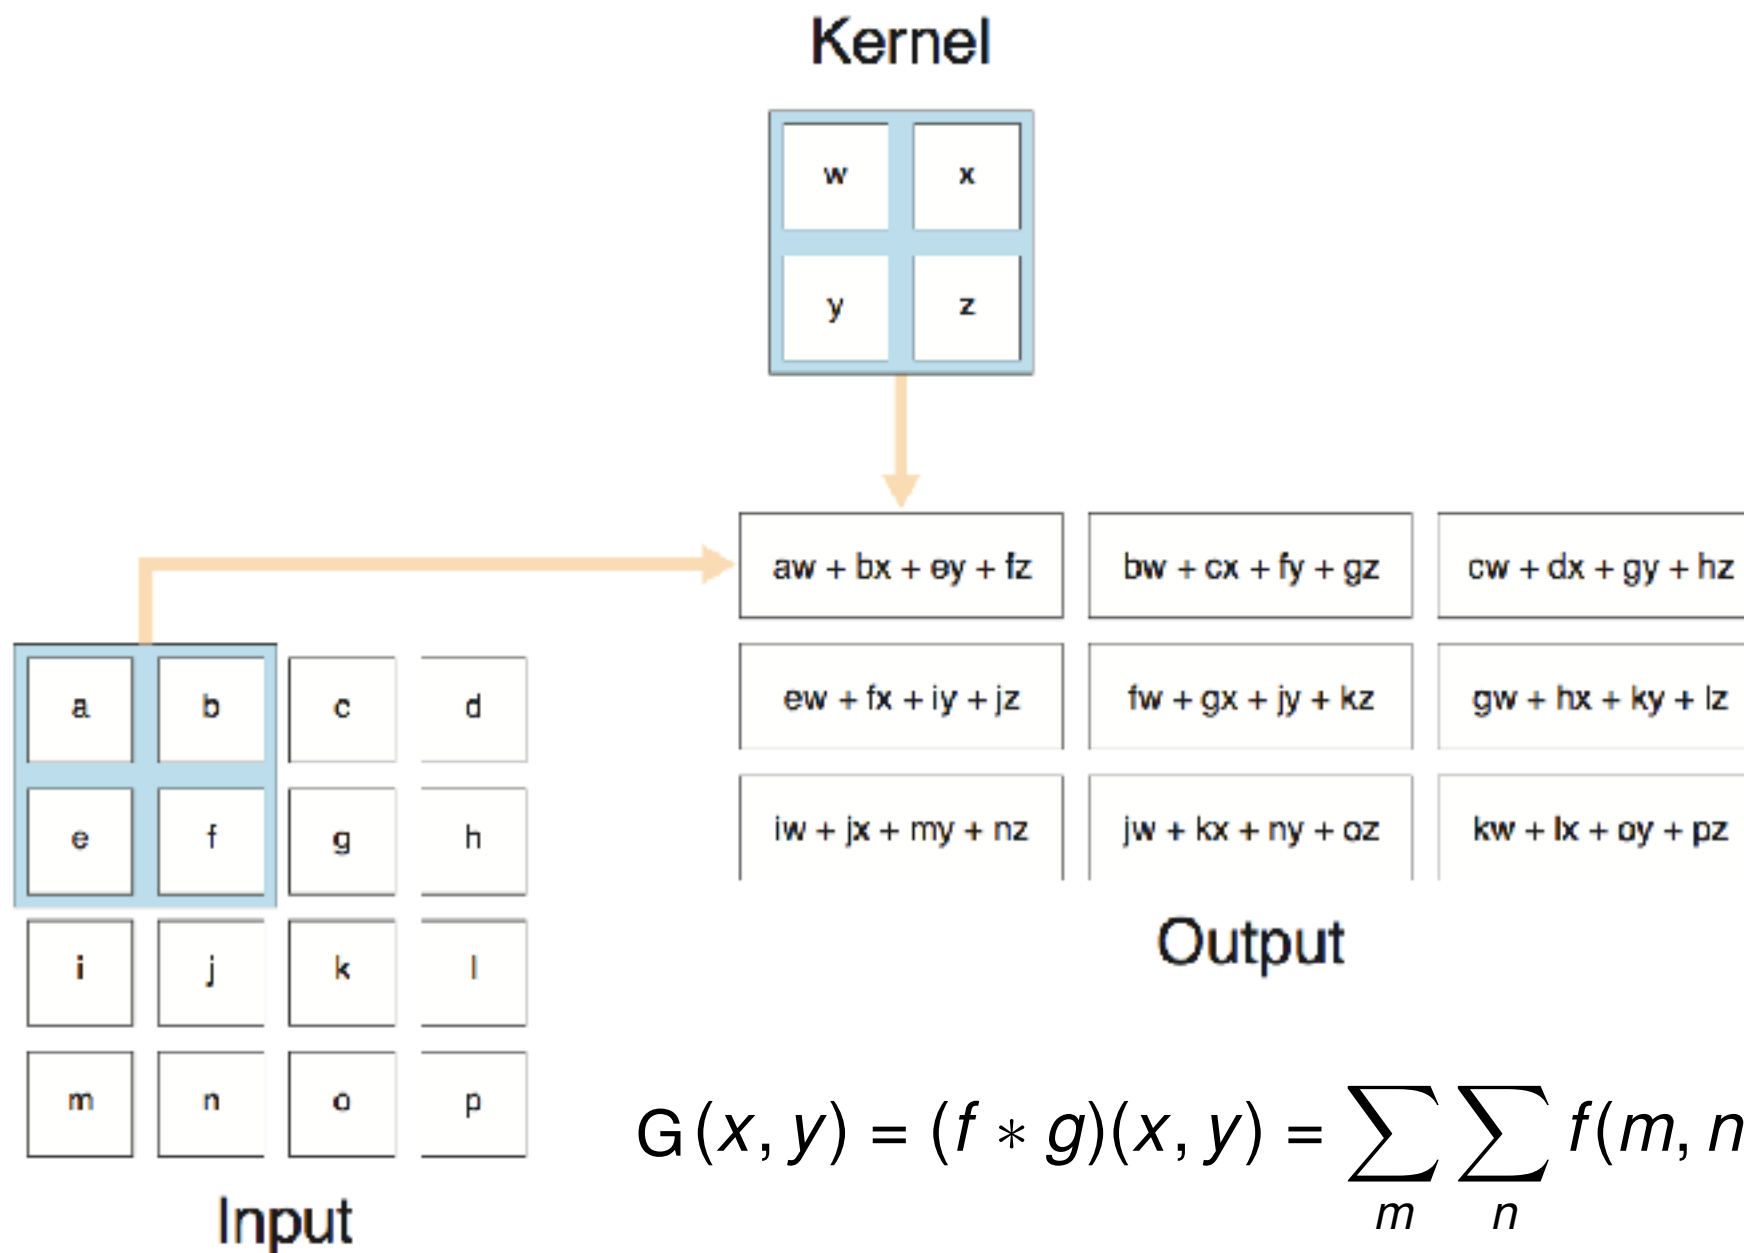 Kernel
w x
y z
aw + bx + ey + fz bw + cx + fy + gz cw + dx + gy + hz
ew + fx + iy + jz fw + gx + jy + kz gw + hx + ky + lz
iw + jx + my + nz jw + kx + ny + oz kw + lx + oy + pz
Output
a b c d
e f g h
i j k l
m n o p
Input
G(x, y) = (f * g)(x, y) = ∑ ∑ f(m, n
m n